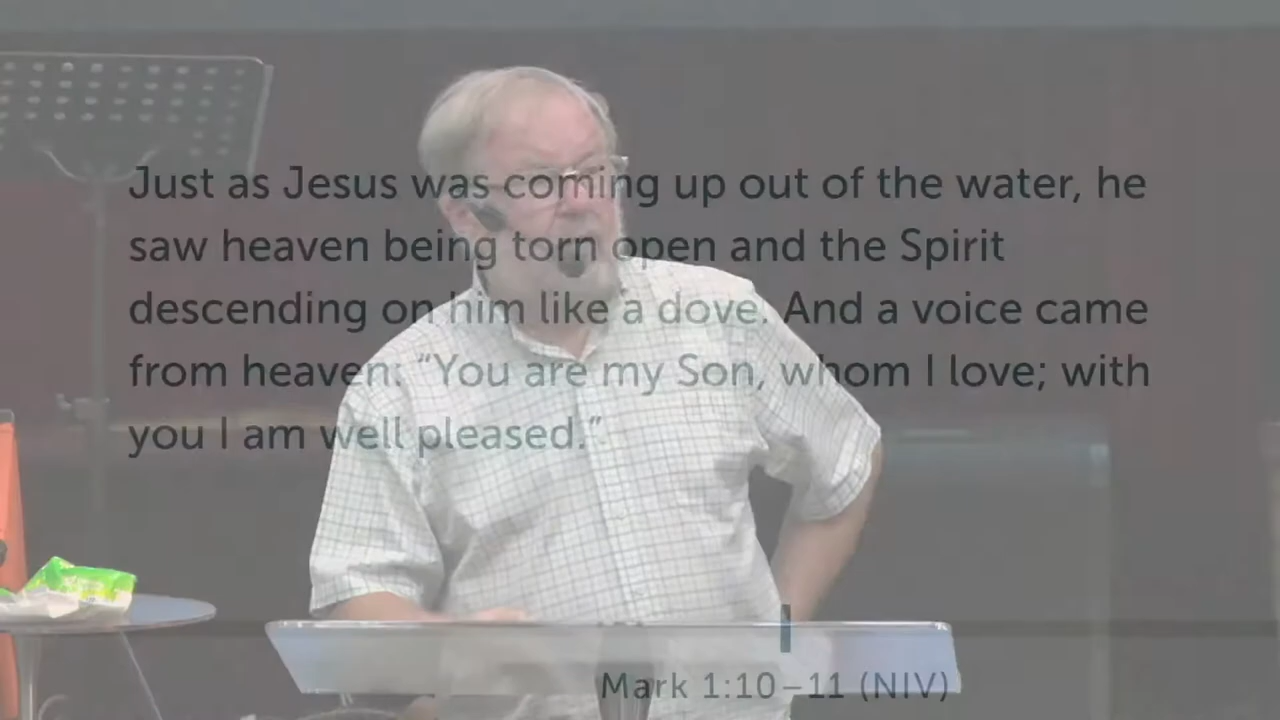 Just as Jesus was coming up out of the water, he
saw heaven being torn open and the Spirit
descending on him like a dove. And a voice came
from heaven: “You are my Son, whom I love; with
you I am well pleased.”
Mark 1:10–11 (NIV)